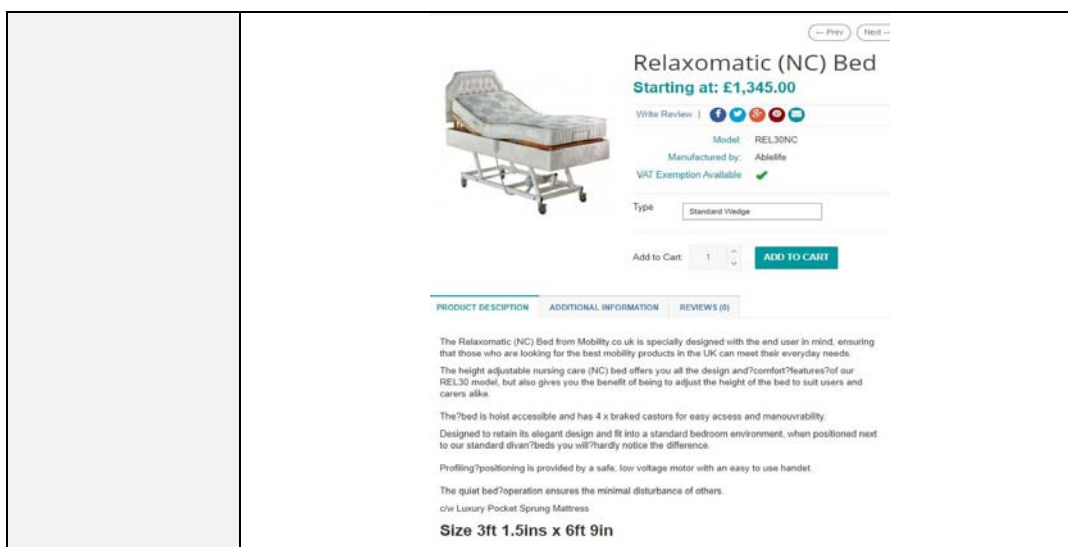 ← Prev
Next →
Relaxomatic (NC) Bed
Starting at: £1,345.00
Write Review |
Model: REL30NC
Manufactured by: Ablelife
VAT Exemption Available
Type
Standard Wedge
Add to Cart:
1
ADD TO CART
PRODUCT DESCIPTION
ADDITIONAL INFORMATION
REVIEWS (0)
The Relaxomatic (NC) Bed from Mobility.co.uk is specially designed with the end user in mind, ensuring
that those who are looking for the best mobility products in the UK can meet their everyday needs.
The height adjustable nursing care (NC) bed offers you all the design and?comfort?features?of our
REL30 model, but also gives you the benefit of being to adjust the height of the bed to suit users and
carers alike.
The?bed is hoist accessible and has 4 x braked castors for easy acsess and manouvrability.
Designed to retain its elegant design and fit into a standard bedroom environment, when positioned next
to our standard divan?beds you will?hardly notice the difference.
Profiling?positioning is provided by a safe, low voltage motor with an easy to use handet.
The quiet bed?operation ensures the minimal disturbance of others.
c/w Luxury Pocket Sprung Mattress
Size 3ft 1.5ins x 6ft 9in